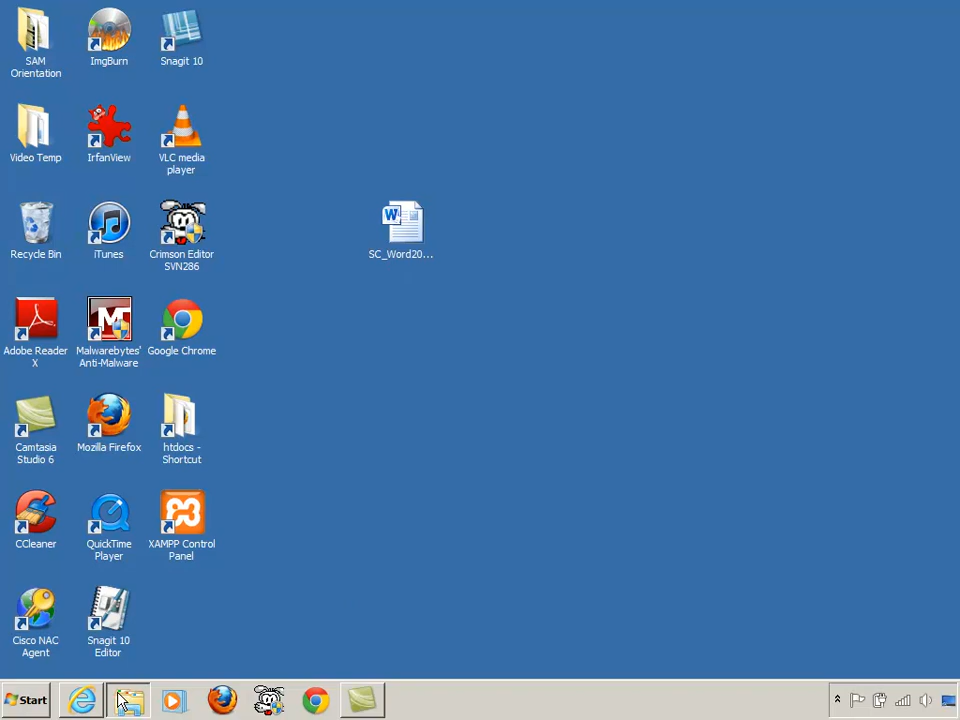 SAM
Orientation
ImgBurn
Snagit 10
Video Temp
IrfanView
VLC media
player
Recycle Bin
iTunes
Crimson Editor
SVN286
W
SC_Word20...
Adobe Reader
X
M
Malwarebytes'
Anti-Malware
Google Chrome
Camtasia
Studio 6
Mozilla Firefox
htdocs -
Shortcut
CCleaner
QuickTime
Player
XAMPP Control
Panel
Cisco NAC
Agent
Snagit 10
Editor
Start